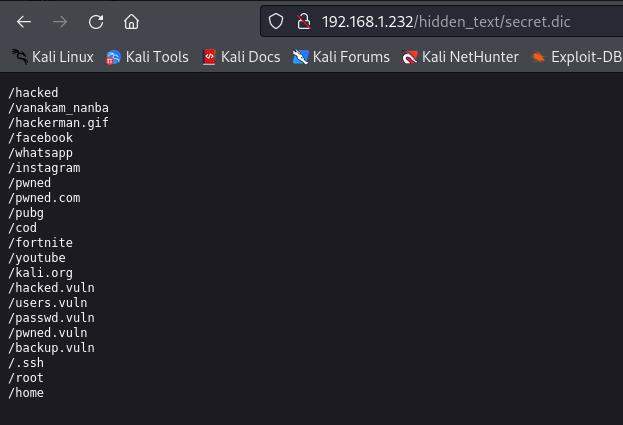 192.168.1.232/hidden_text/secret.dic
Kali Linux Kali Tools Kali Docs Kali Forums Kali NetHunter Exploit-DB
/hacked
/vanakam_nanba
/hackerman.gif
/facebook
/whatsapp
/instagram
/pwned
/pwned.com
/pubg
/cod
/fortnite
/youtube
/kali.org
/hacked.vuln
/users.vuln
/passwd.vuln
/pwned.vuln
/backup.vuln
/.ssh
/root
/home